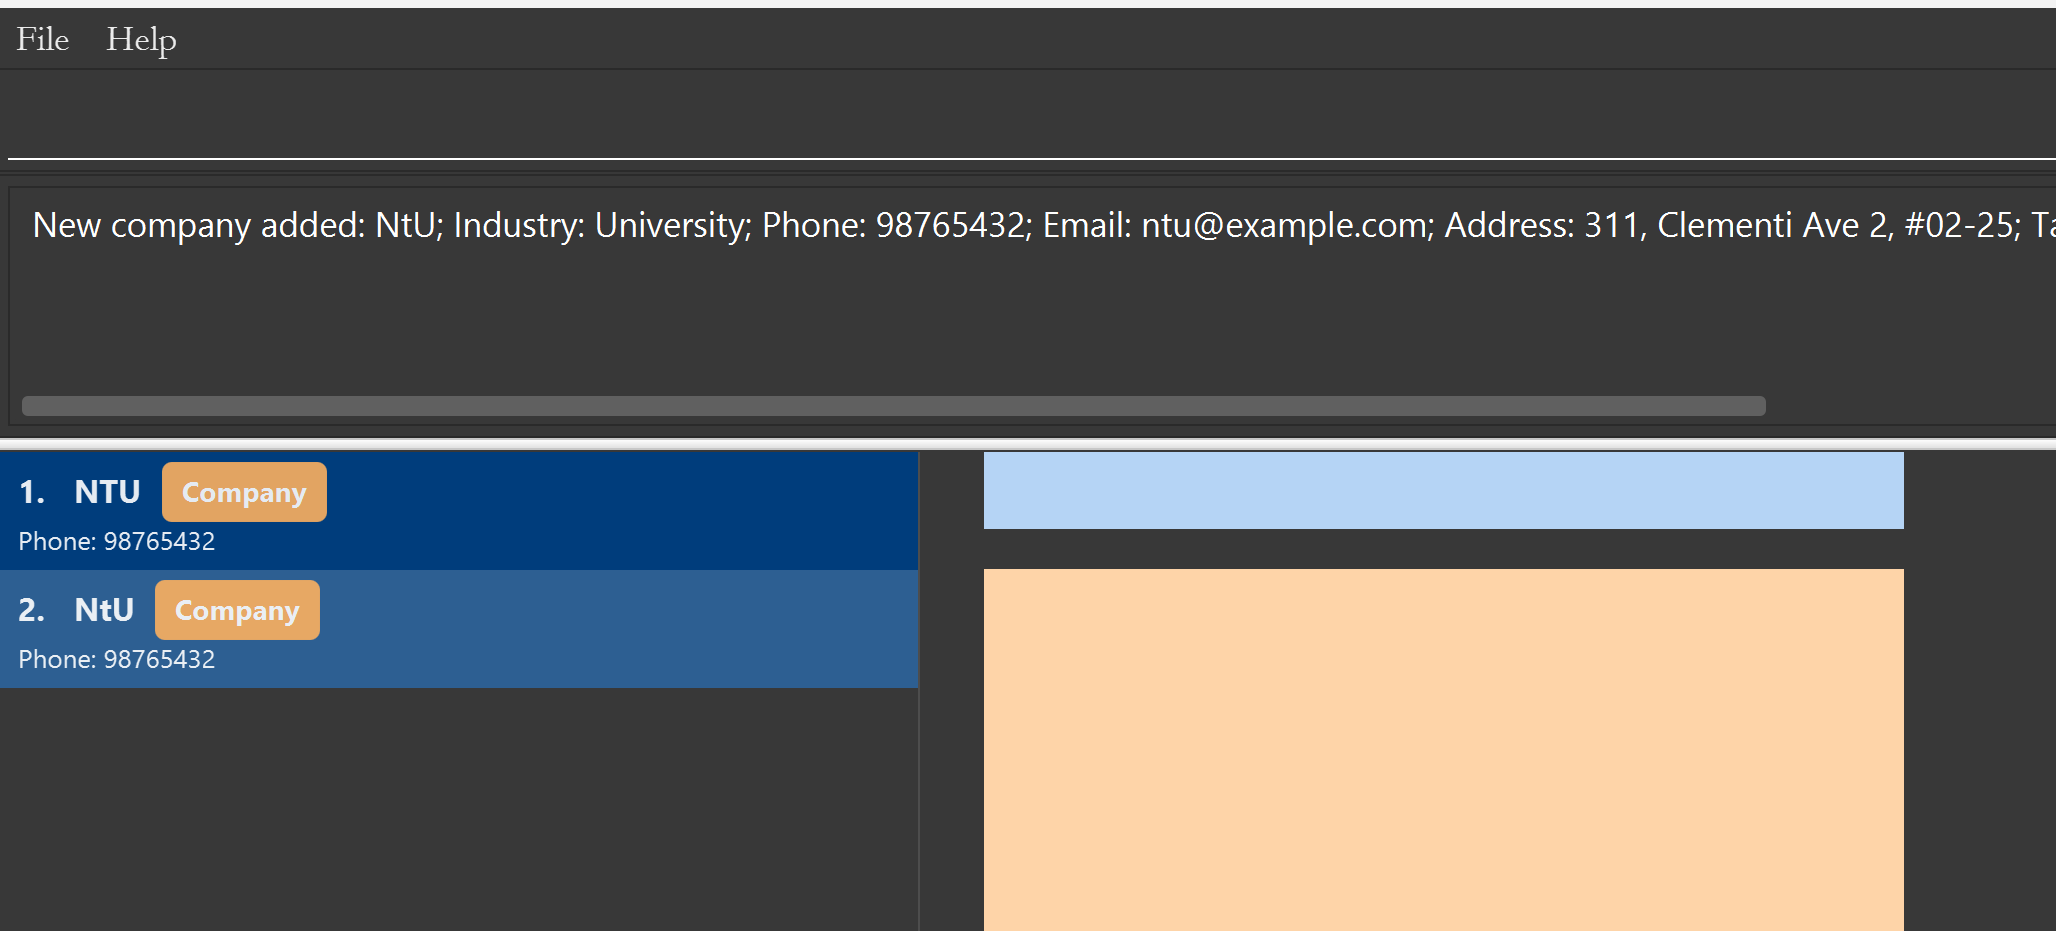 File Help
New company added: NtU; Industry: University; Phone: 98765432; Email: ntu@example.com; Address: 311, Clementi Ave 2, #02-25;
1. NTU Company
Phone: 98765432
2. NtU Company
Phone: 98765432